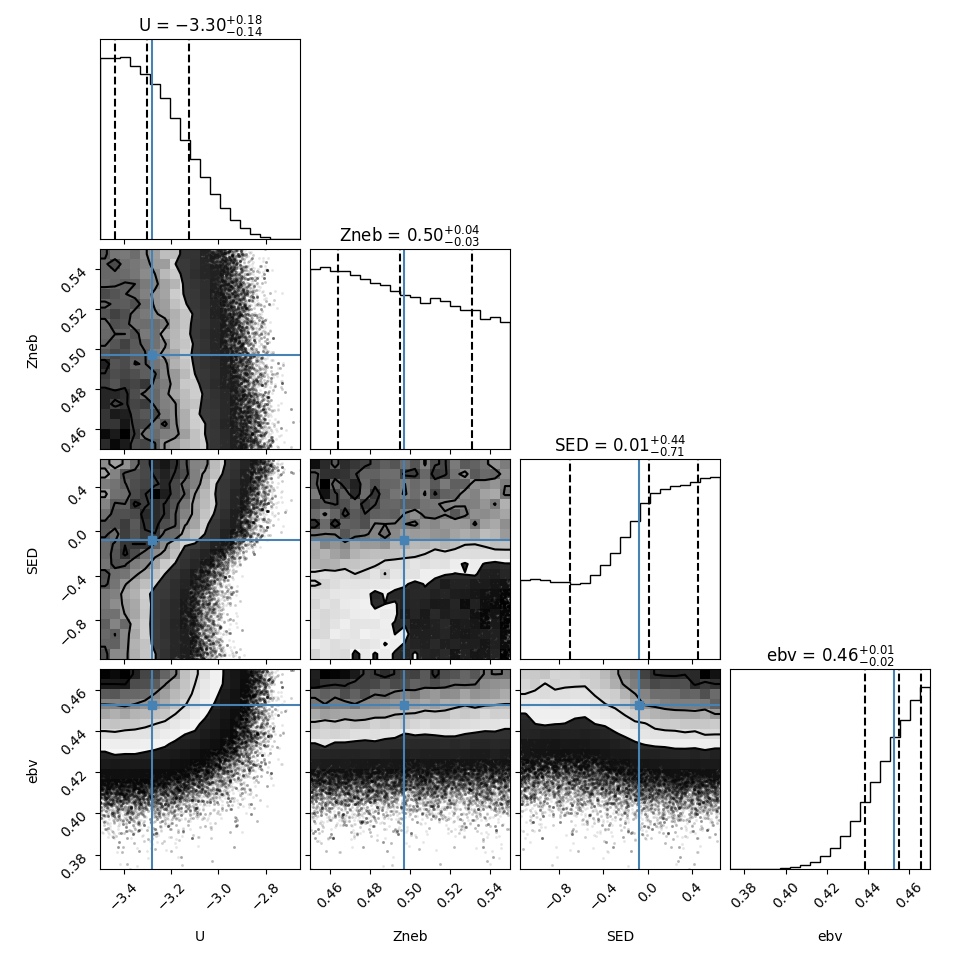 U = −3.30+0.18−0.14
Zneb = 0.50+0.04−0.03
0.54
0.52
0.50
0.48
0.46
Zneb
SED = 0.01+0.44−0.71
0.4
0.0
−0.4
−0.8
SED
ebv = 0.46+0.01−0.02
0.46
0.44
0.42
0.40
0.38
ebv
−3.4 −3.2 −3.0 −2.8 0.46 0.48 0.50 0.52 0.54 −0.8 −0.4 0.0 0.4 0.38 0.40 0.42 0.44 0.46
U Zneb SED ebv